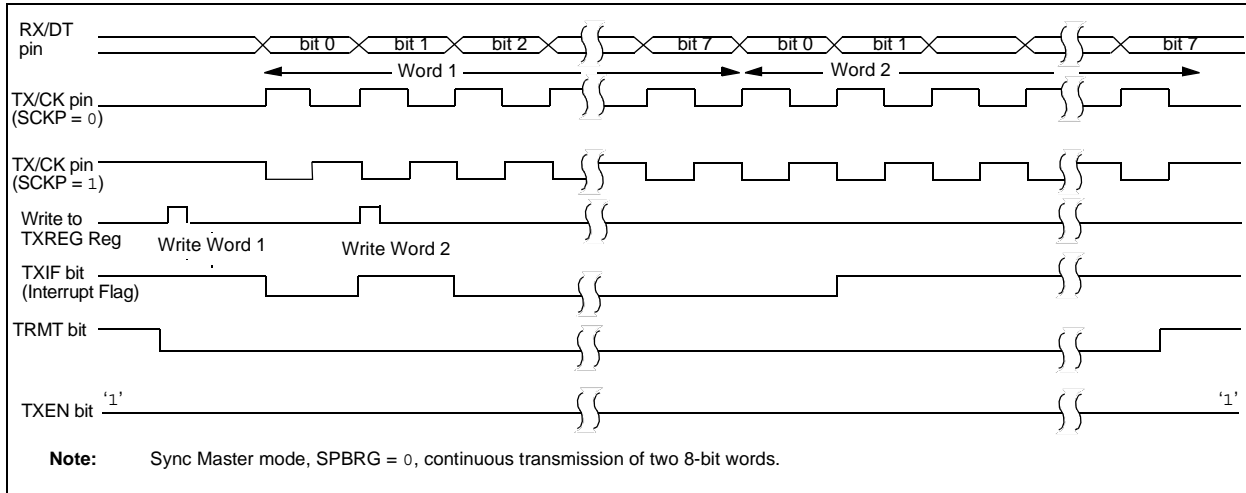 RX/DT
pin
bit 0 bit 1 bit 2 bit 7 bit 0 bit 1 bit 7
Word 1 Word 2
TX/CK pin
(SCKP = 0)
TX/CK pin
(SCKP = 1)
Write to
TXREG Reg
Write Word 1 Write Word 2
TXIF bit
(Interrupt Flag)
TRMT bit
TXEN bit ‘1’ ‘1’
Note: Sync Master mode, SPBRG = 0, continuous transmission of two 8-bit words.